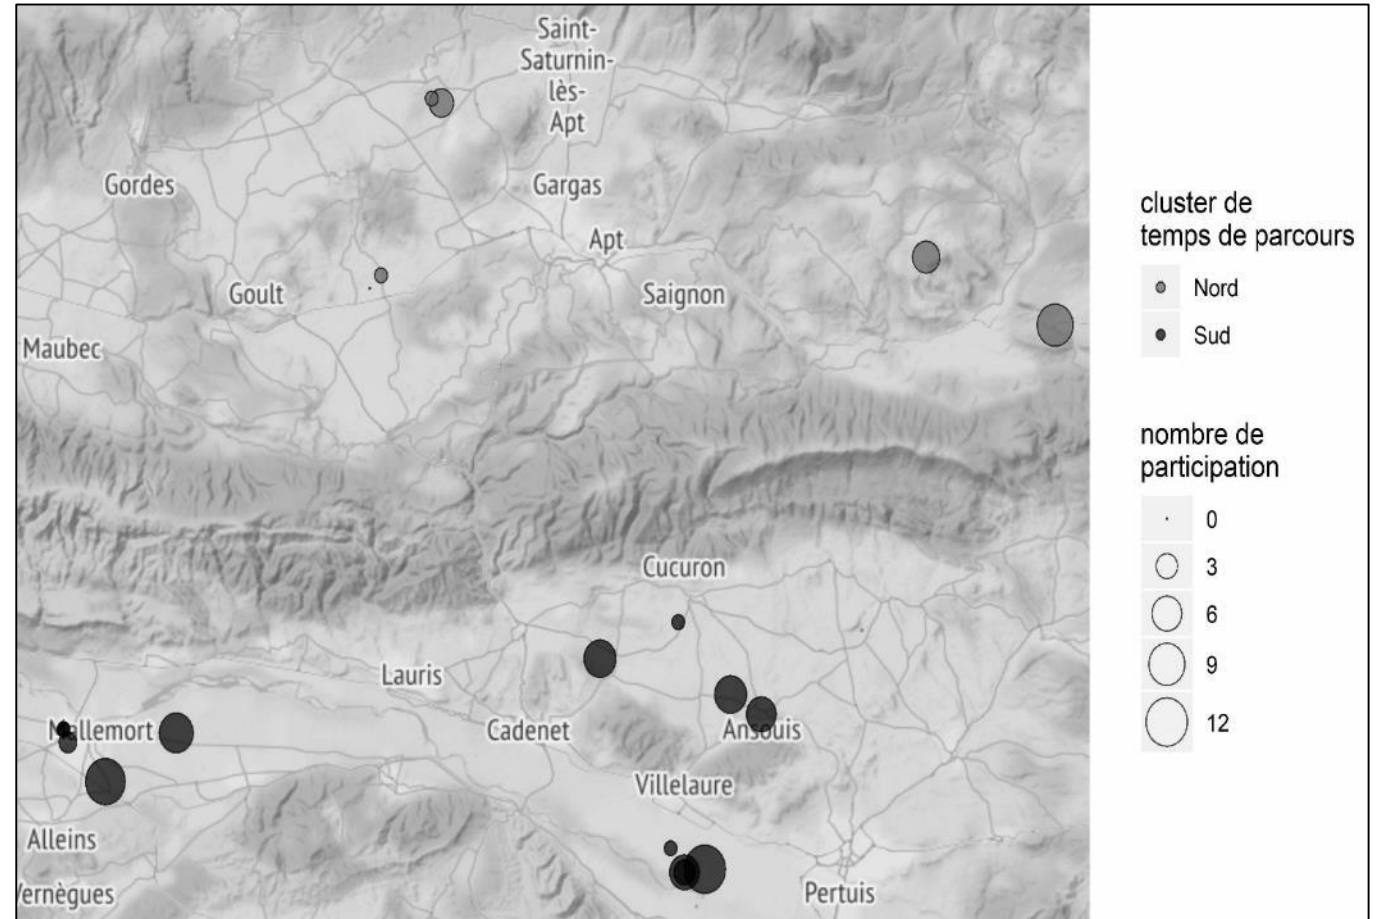 Saint-
Saturnin-
lès-
Apt
Gordes
Gargas
Apt
Goult
Saignon
Maubec
Cucuron
Lauris
Mallemort
Cadenet
Ansouis
Villelaure
Alleins
Vernègues
Pertuis
cluster de
temps de parcours
Nord
Sud
nombre de
participation
0
3
6
9
12